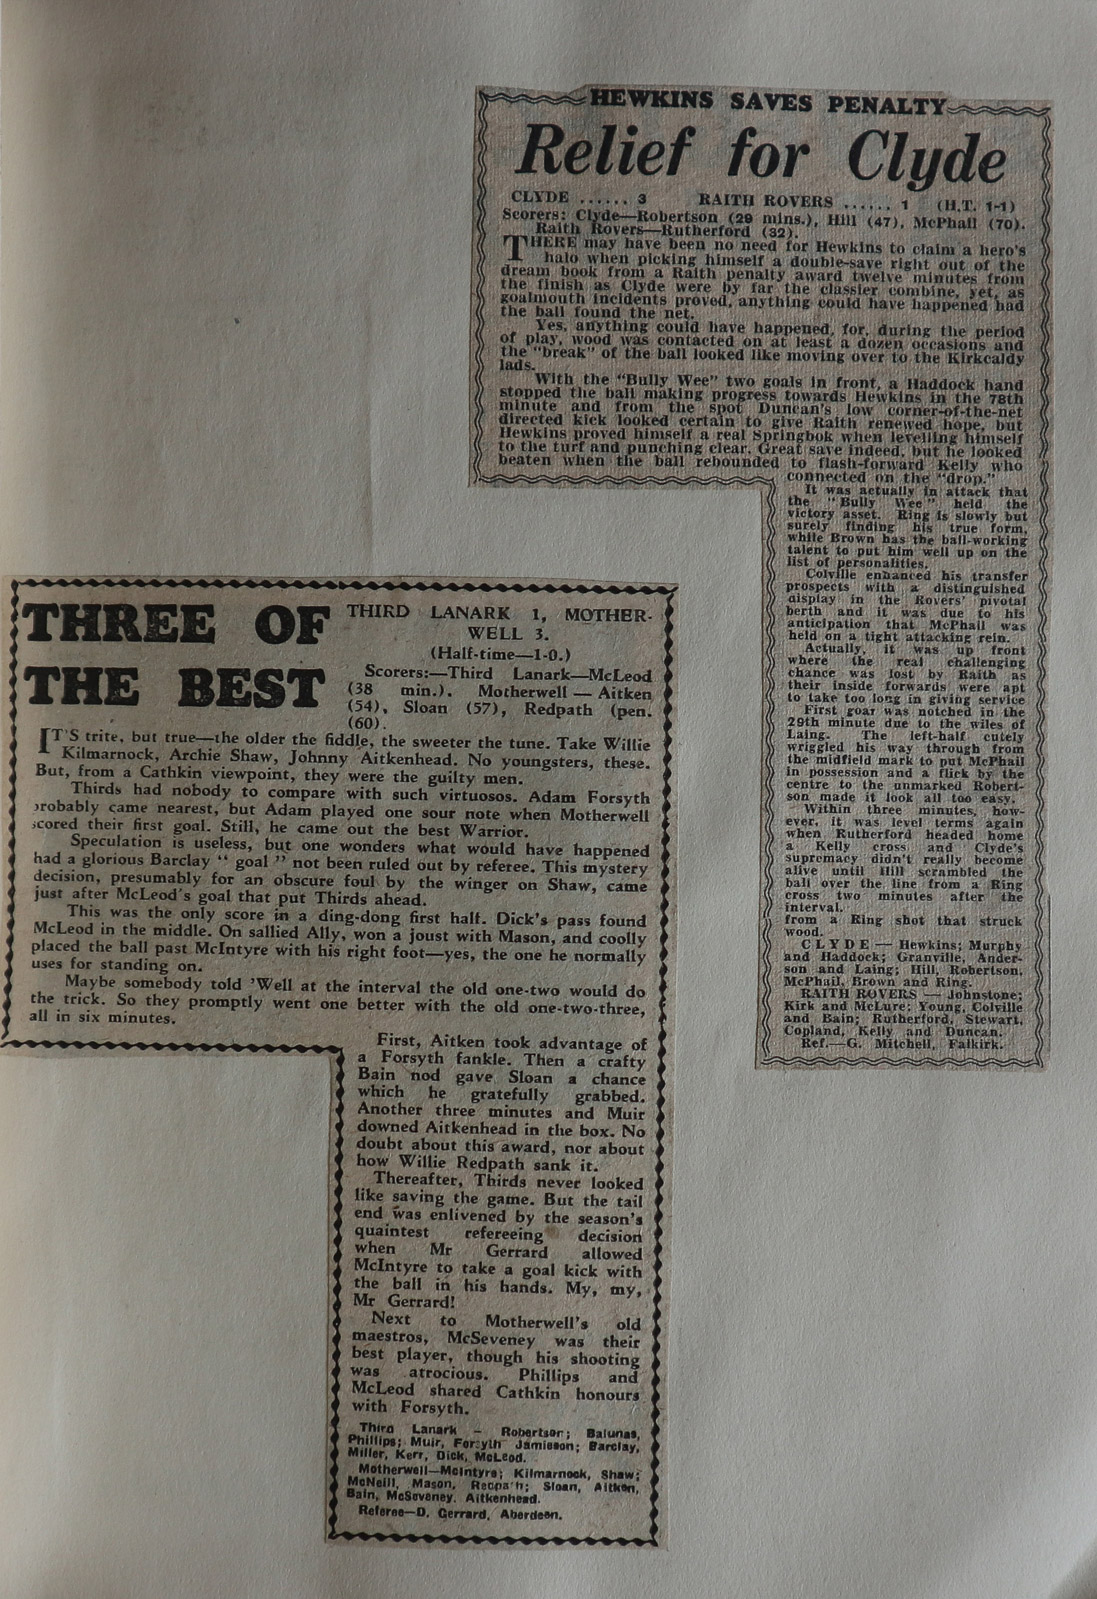 HEWKINS SAVES PENALTY
Relief for Clyde
CLYDE ...... 3 RAITH ROVERS ...... 1 (H.T. 1-1)
Scorers: Clyde—Robertson (29 mins.), Hill (47), McPhail (70).
Raith Rovers—Rutherford (32).
THERE may have been no need for Hewkins to claim a hero's
halo when picking himself a double-save right out of the
dream book from a Raith penalty award twelve minutes from
the finish as Clyde were by far the classier combine, yet, as
goalmouth incidents proved, anything could have happened had
the ball found the net.
Yes, anything could have happened, for, during the period
of play, wood was contacted on at least a dozen occasions and
the "break" of the ball looked like moving over to the Kirkcaldy
lads.
With the "Bully Wee" two goals in front, a Haddock hand
stopped the ball making progress towards Hewkins in the 78th
minute and from the spot Duncan's low corner-of-the-net
directed kick looked certain to give Raith renewed hope, but
Hewkins proved himself a real Springbok when levelling himself
to the turf and punching clear. Great save indeed, but he looked
beaten when the ball rebounded to flash-forward Kelly who
connected on the "drop."
It was actually in attack that
the "Bully Wee" held the
victory asset. Ring is slowly but
surely finding his true form,
while Brown has the ball-working
talent to put him well up on the
list of personalities.
Colville enhanced his transfer
prospects with a distinguished
display in the Rovers' pivotal
berth and it was due to his
anticipation that McPhail was
held on a tight attacking rein.
Actually, it was up front
where the real challenging
chance was lost by Raith as
their inside forwards were apt
to take too long in giving service
First goal was notched in the
29th minute due to the wiles of
Laing. The left-half cutely
wriggled his way through from
the midfield mark to put McPhail
in possession and a flick by the
centre to the unmarked Robert-
son made it look all too easy.
Within three minutes, how-
ever, it was level terms again
when Rutherford headed home
a Kelly cross and Clyde's
supremacy didn't really become
alive until Hill scrambled the
ball over the line from a Ring
cross two minutes after the
interval.
from a Ring shot that struck
wood.
CLYDE — Hewkins; Murphy
and Haddock; Granville, Ander-
son and Laing; Hill, Robertson,
McPhail, Brown and Ring.
RAITH ROVERS — Johnstone;
Kirk and McLure; Young, Colville
and Bain; Rutherford, Stewart,
Copland, Kelly and Duncan.
Ref.—G. Mitchell, Falkirk.
THREE OF
THE BEST
THIRD LANARK 1, MOTHER-
WELL 3.
(Half-time—1-0.)
Scorers:—Third Lanark—McLeod
(38 min.). Motherwell — Aitken
(54), Sloan (57), Redpath (pen.
(60).
IT'S trite, but true—the older the fiddle, the sweeter the tune. Take Willie
Kilmarnock, Archie Shaw, Johnny Aitkenhead. No youngsters, these.
But, from a Cathkin viewpoint, they were the guilty men.
Thirds had nobody to compare with such virtuosos. Adam Forsyth
probably came nearest, but Adam played one sour note when Motherwell
scored their first goal. Still, he came out the best Warrior.
Speculation is useless, but one wonders what would have happened
had a glorious Barclay " goal " not been ruled out by referee. This mystery
decision, presumably for an obscure foul by the winger on Shaw, came
just after McLeod's goal that put Thirds ahead.
This was the only score in a ding-dong first half. Dick's pass found
McLeod in the middle. On sallied Ally, won a joust with Mason, and coolly
placed the ball past McIntyre with his right foot—yes, the one he normally
uses for standing on.
Maybe somebody told 'Well at the interval the old one-two would do
the trick. So they promptly went one better with the old one-two-three,
all in six minutes.
First, Aitken took advantage of
a Forsyth fankle. Then a crafty
Bain nod gave Sloan a chance
which he gratefully grabbed.
Another three minutes and Muir
downed Aitkenhead in the box. No
doubt about this award, nor about
how Willie Redpath sank it.
Thereafter, Thirds never looked
like saving the game. But the tail
end was enlivened by the season's
quaintest refereeing decision
when Mr Gerrard allowed
McIntyre to take a goal kick with
the ball in his hands. My, my,
Mr Gerrard!
Next to Motherwell's old
maestros, McSeveney was their
best player, though his shooting
was atrocious. Phillips and
McLeod shared Cathkin honours
with Forsyth.
Third Lanark — Robertson; Balunas,
Phillips; Muir, Forsyth Jamieson; Barclay,
Miller, Kerr, Dick, McLeod.
Motherwell—McIntyre; Kilmarnock, Shaw;
McNeill, Mason, Redpath; Sloan, Aitken,
Bain, McSeveney, Aitkenhead.
Referee—D. Gerrard, Aberdeen.